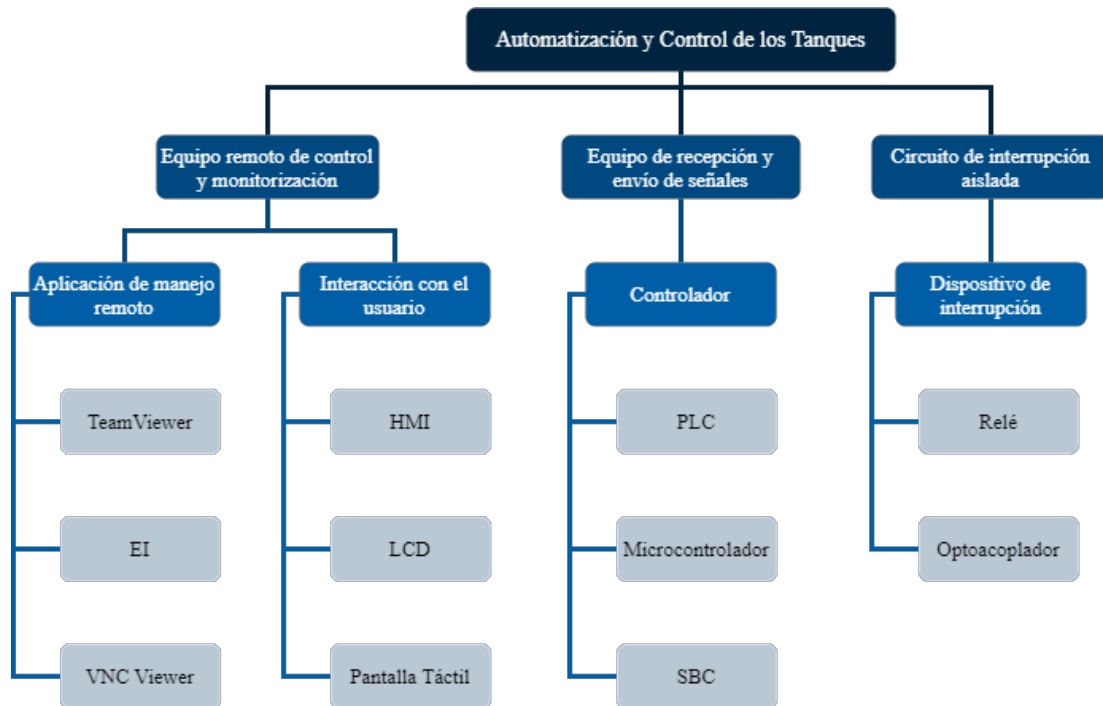 Automatización y Control de los Tanques
Equipo remoto de control
y monitorización
Equipo de recepción y
envío de señales
Circuito de interrupción
aislada
Aplicación de manejo
remoto
Interacción con el
usuario
Controlador
Dispositivo de
interrupción
TeamViewer
HMI
PLC
Relé
EI
LCD
Microcontrolador
Optoacoplador
VNC Viewer
Pantalla Táctil
SBC